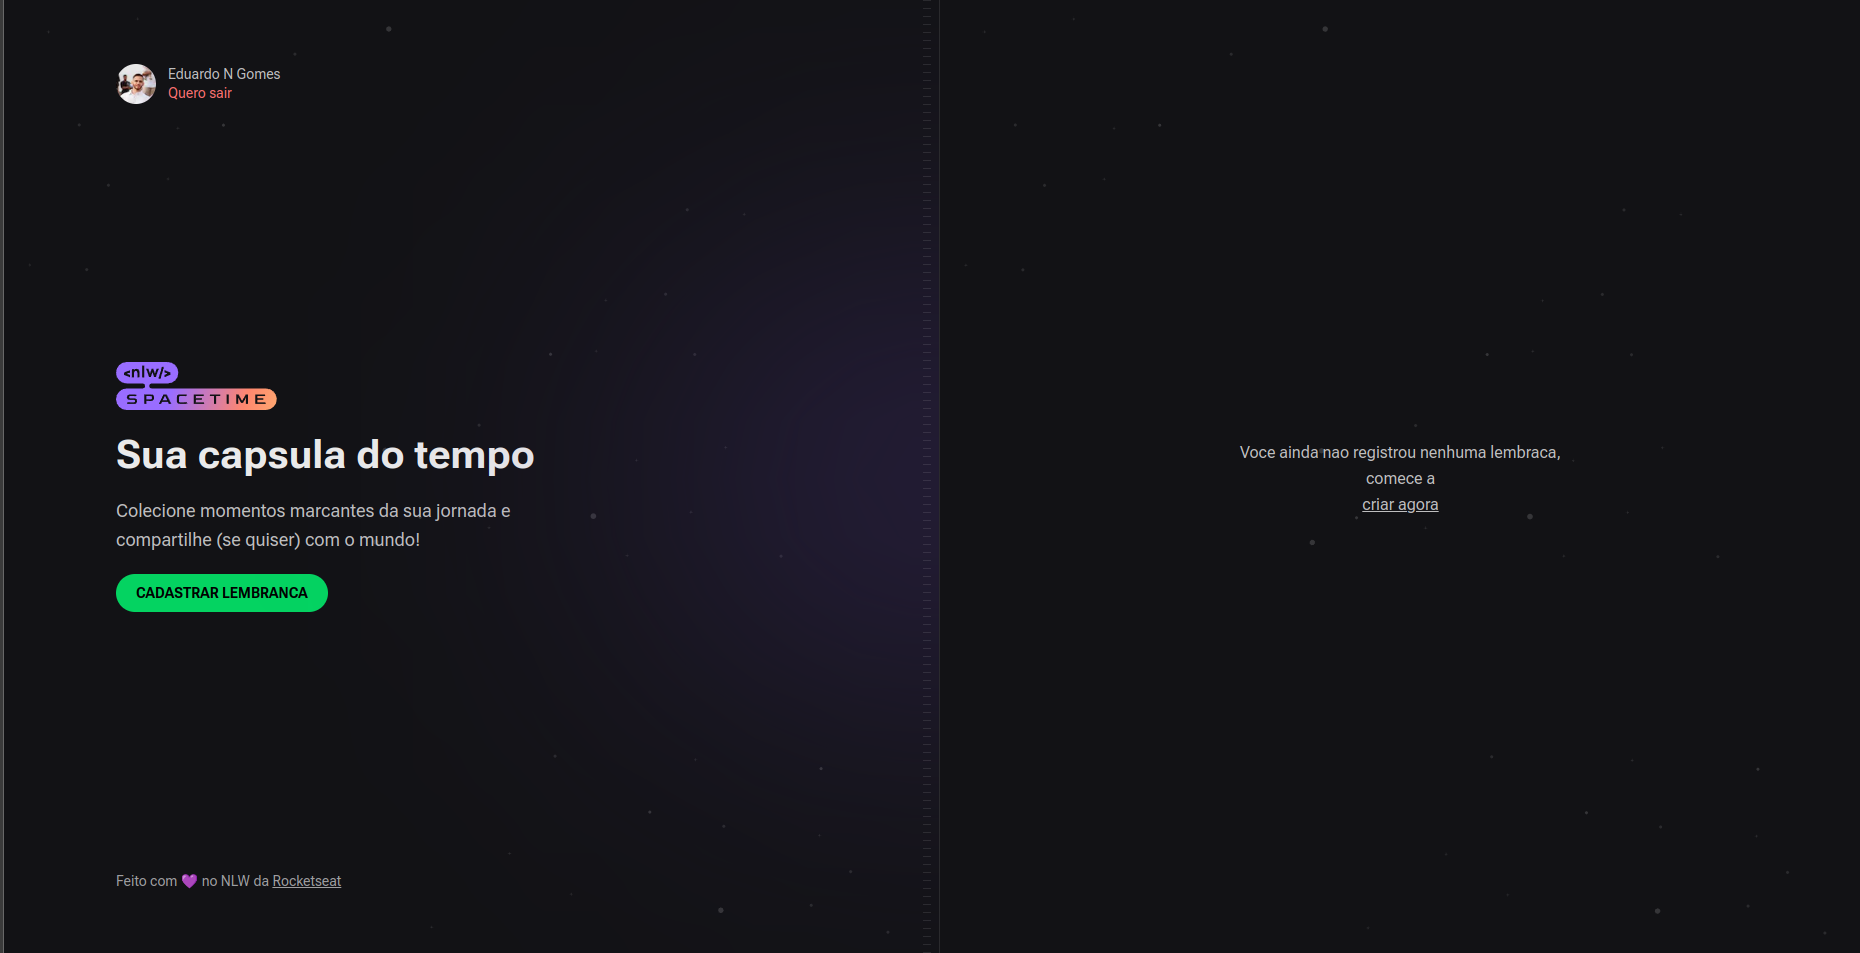 Eduardo N Gomes
Quero sair
<nlw/>
SPACETIME
Sua capsula do tempo
Colecione momentos marcantes da sua jornada e
compartilhe (se quiser) com o mundo!
CADASTRAR LEMBRANCA
Feito com 💜 no NLW da Rocketseat
Voce ainda nao registrou nenhuma lembraca,
comece a
criar agora